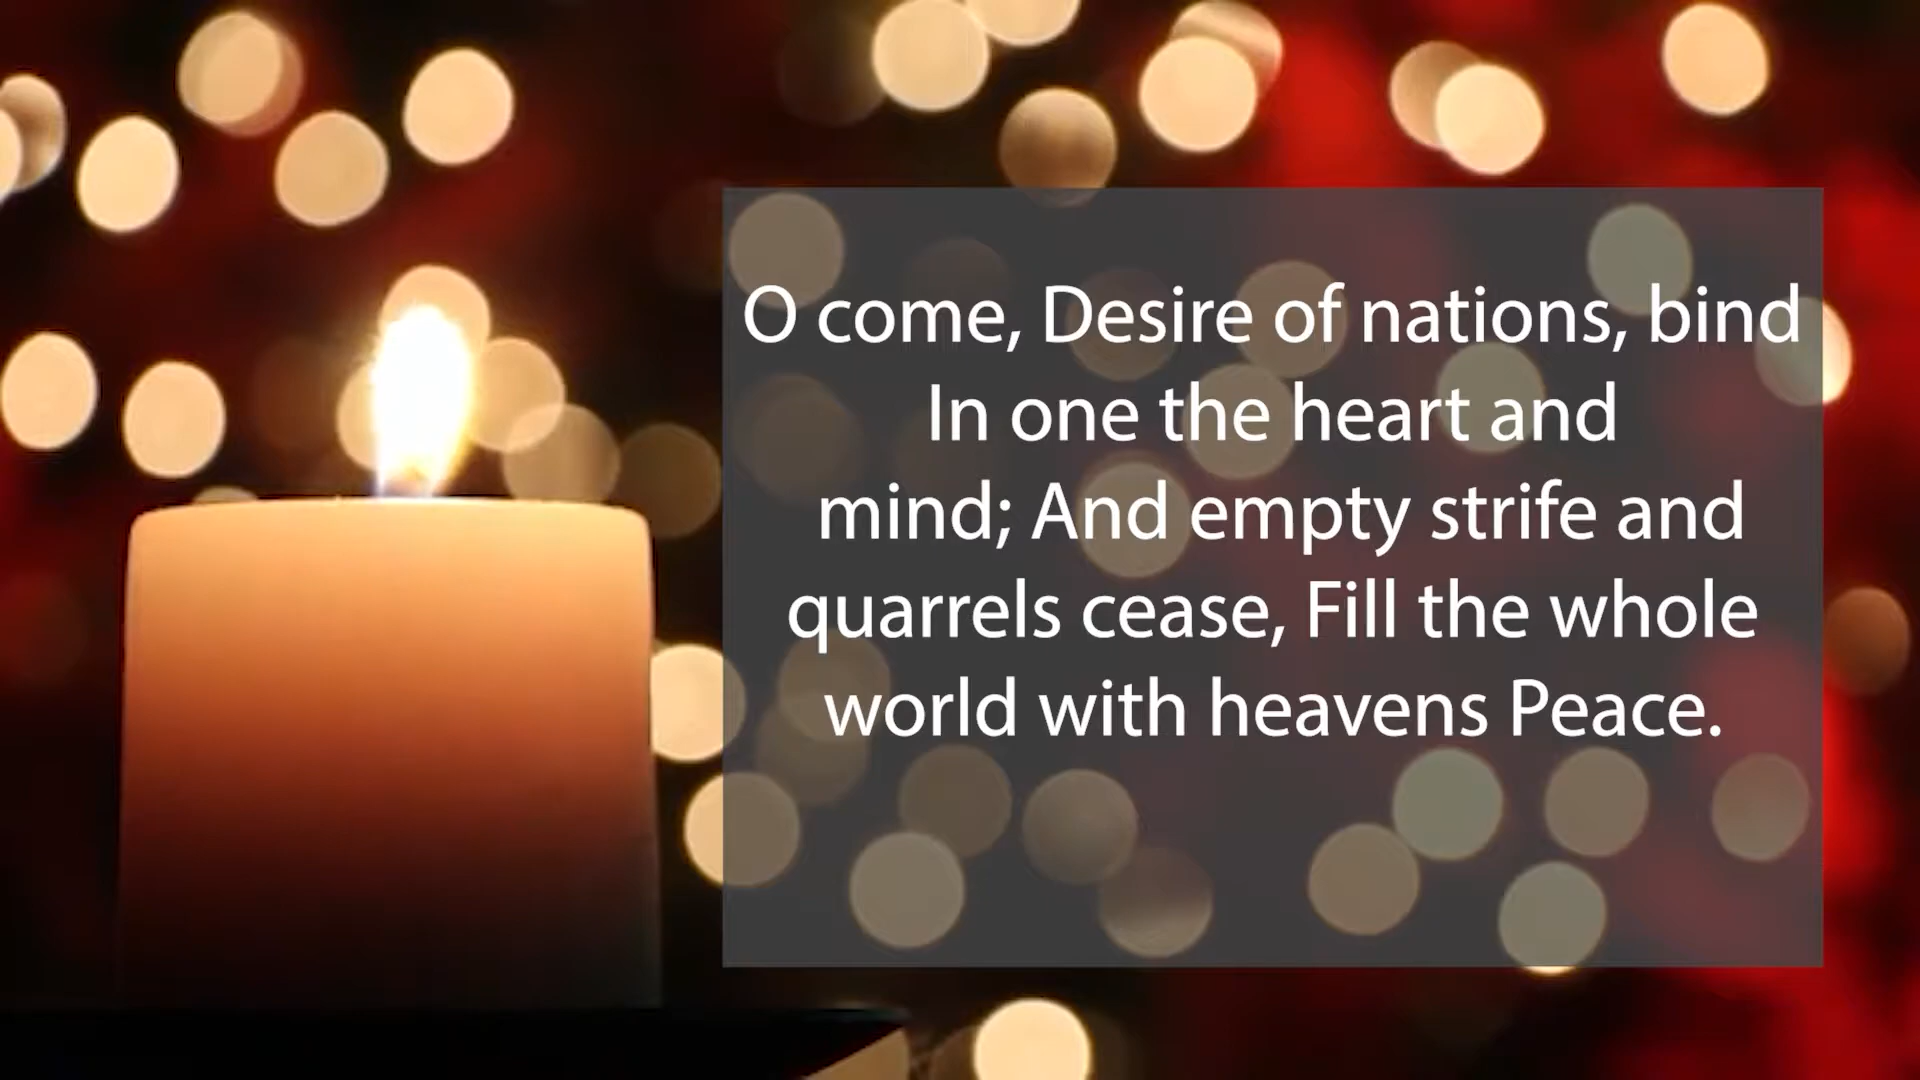 O come, Desire of nations, bind
In one the heart and
mind; And empty strife and
quarrels cease, Fill the whole
world with heavens Peace.